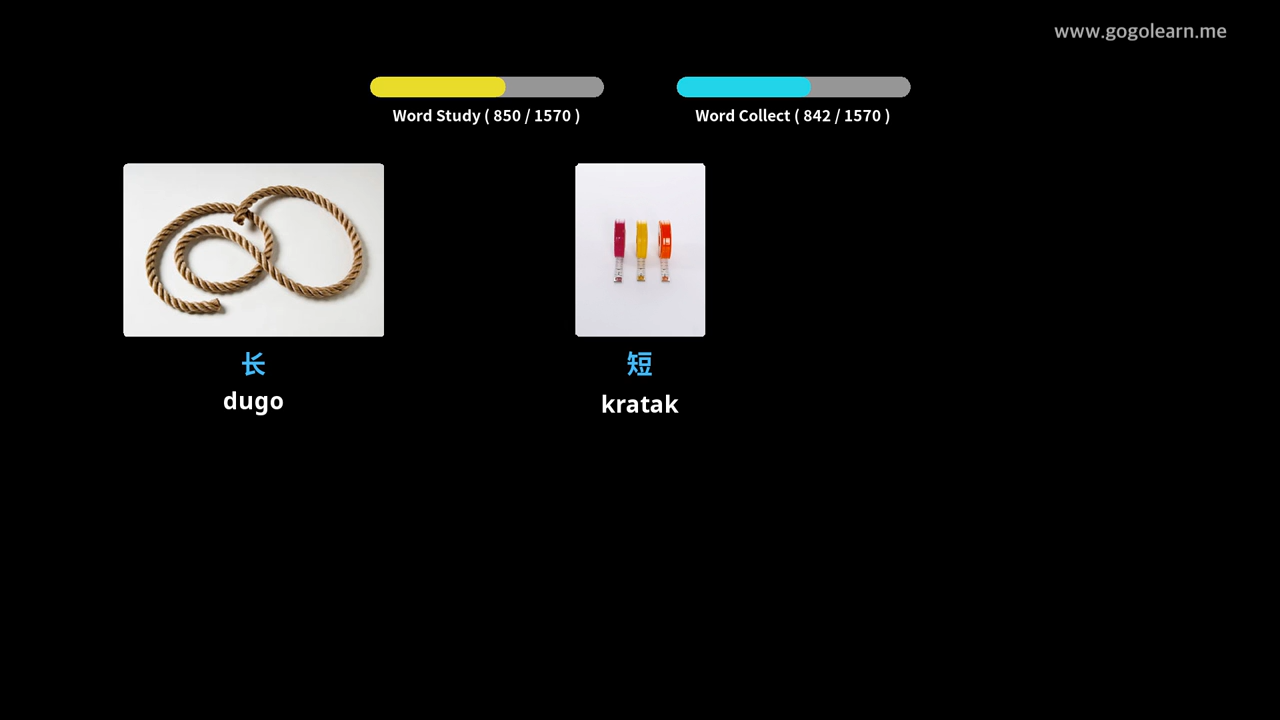 www.gogolearn.me
Word Study ( 850 / 1570 )
Word Collect ( 842 / 1570 )
长
dugo
短
kratak